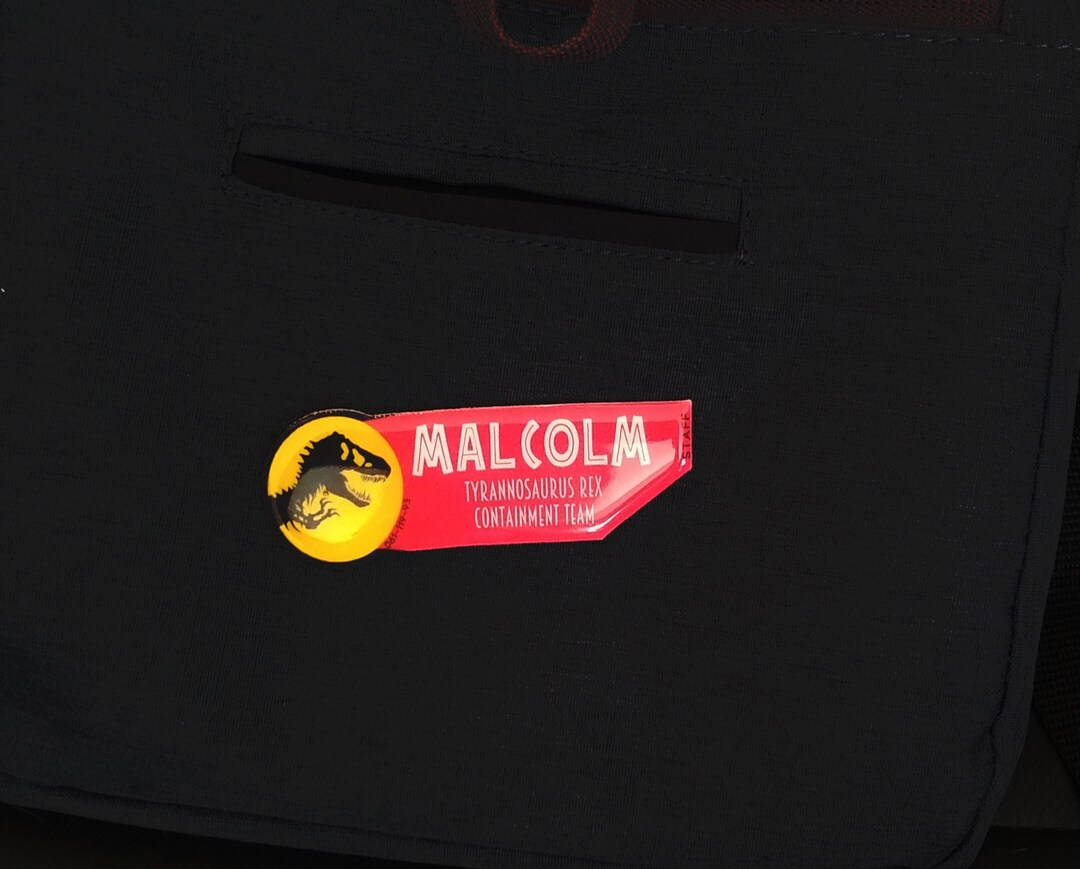 MALCOLM
TYRANNOSAURUS REX
CONTAINMENT TEAM
STAFF